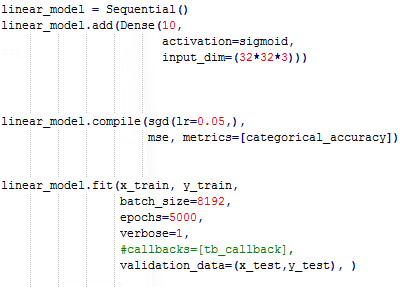 linear_model = Sequential()
linear_model.add(Dense(10,
activation=sigmoid,
input_dim=(32*32*3)))
linear_model.compile(sgd(lr=0.05,),
mse, metrics=[categorical_accuracy])
linear_model.fit(x_train, y_train,
batch_size=8192,
epochs=5000,
verbose=1,
#callbacks=[tb_callback],
validation_data=(x_test,y_test), )